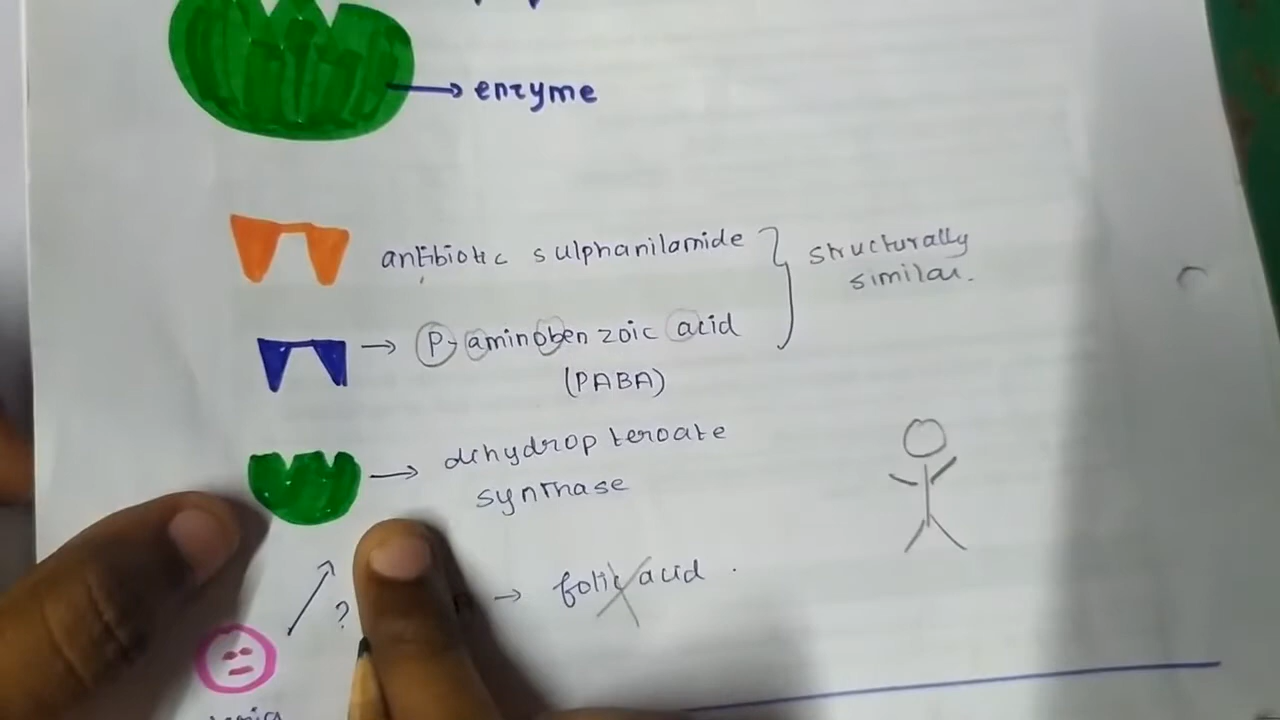 enzyme
antibiotic sulphanilamide
structurally
similar.
P-aminobenzoic acid
(PABA)
dihydropteroate
synthase
folic acid.
?